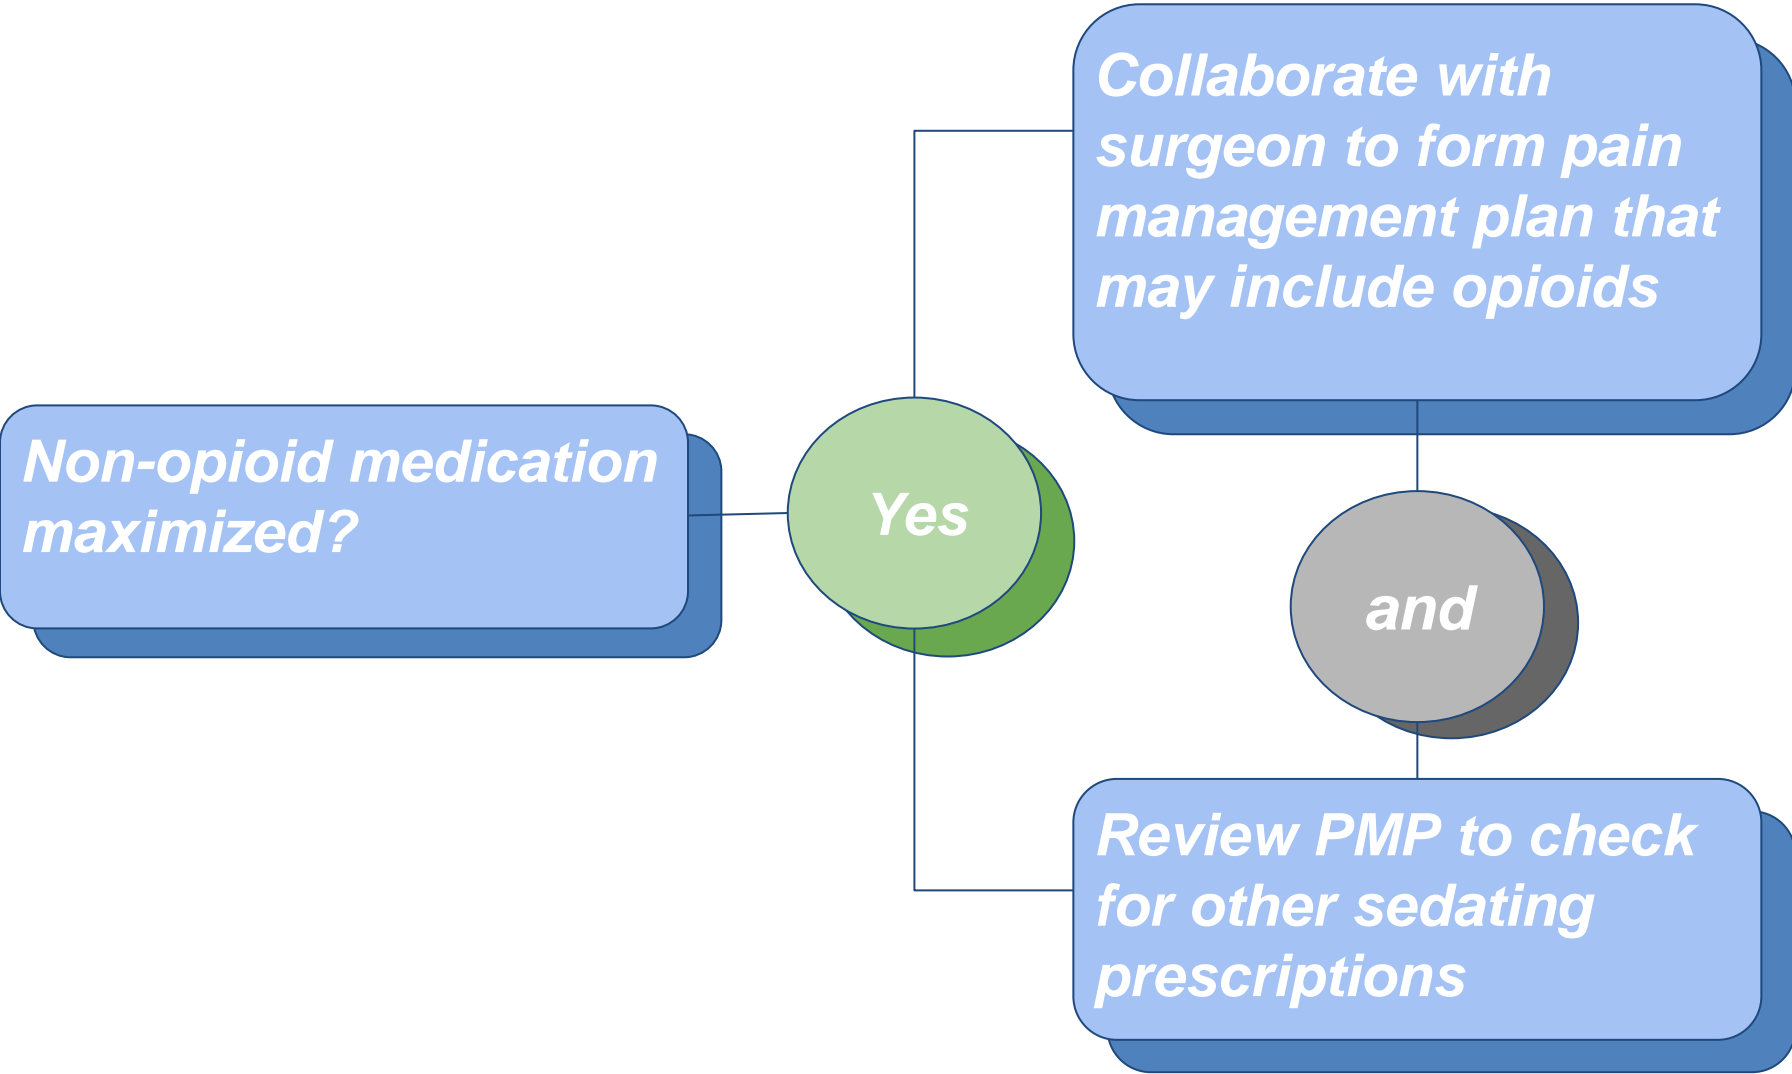 Non-opioid medication
maximized?
Yes
Collaborate with
surgeon to form pain
management plan that
may include opioids
and
Review PMP to check
for other sedating
prescriptions